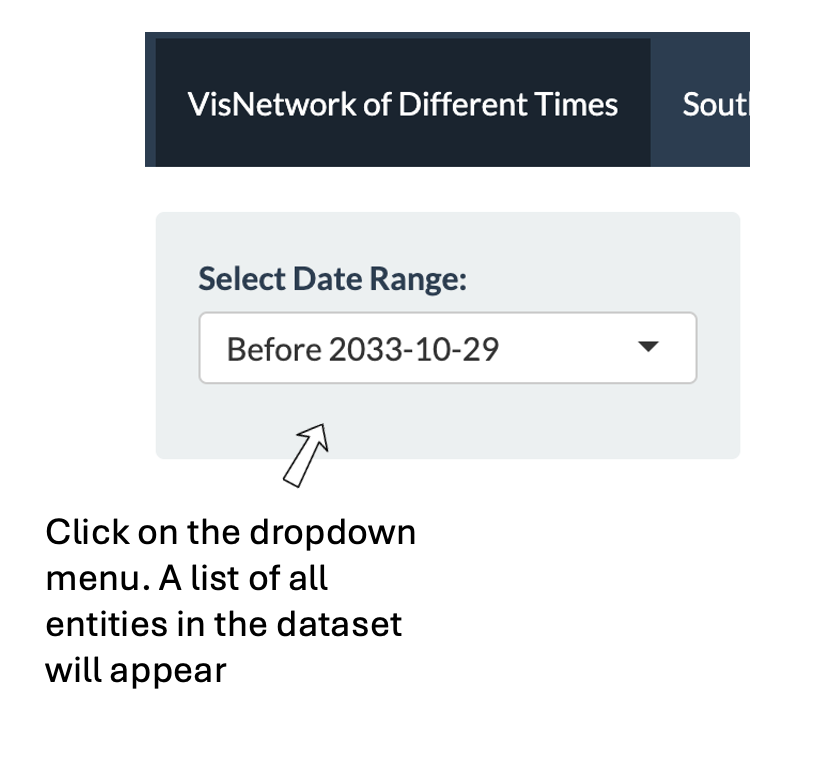 VisNetwork of Different Times
Select Date Range:
Before 2033-10-29
Click on the dropdown
menu. A list of all
entities in the dataset
will appear